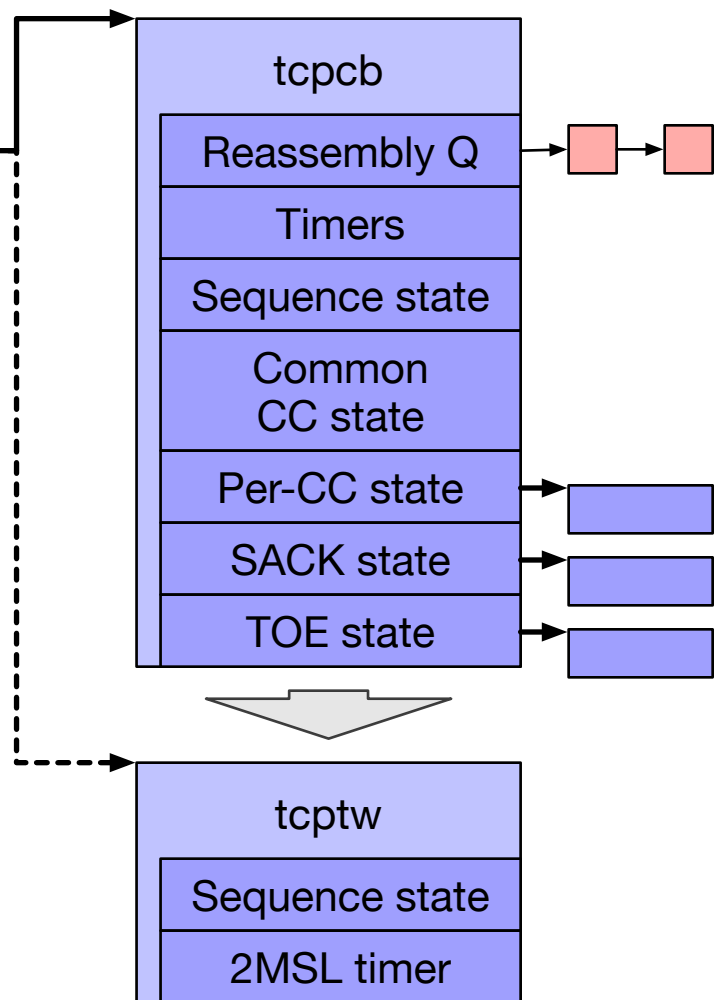 tcpcb
Reassembly Q
Timers
Sequence state
Common
CC state
Per-CC state
SACK state
TOE state
tcptw
Sequence state
2MSL timer